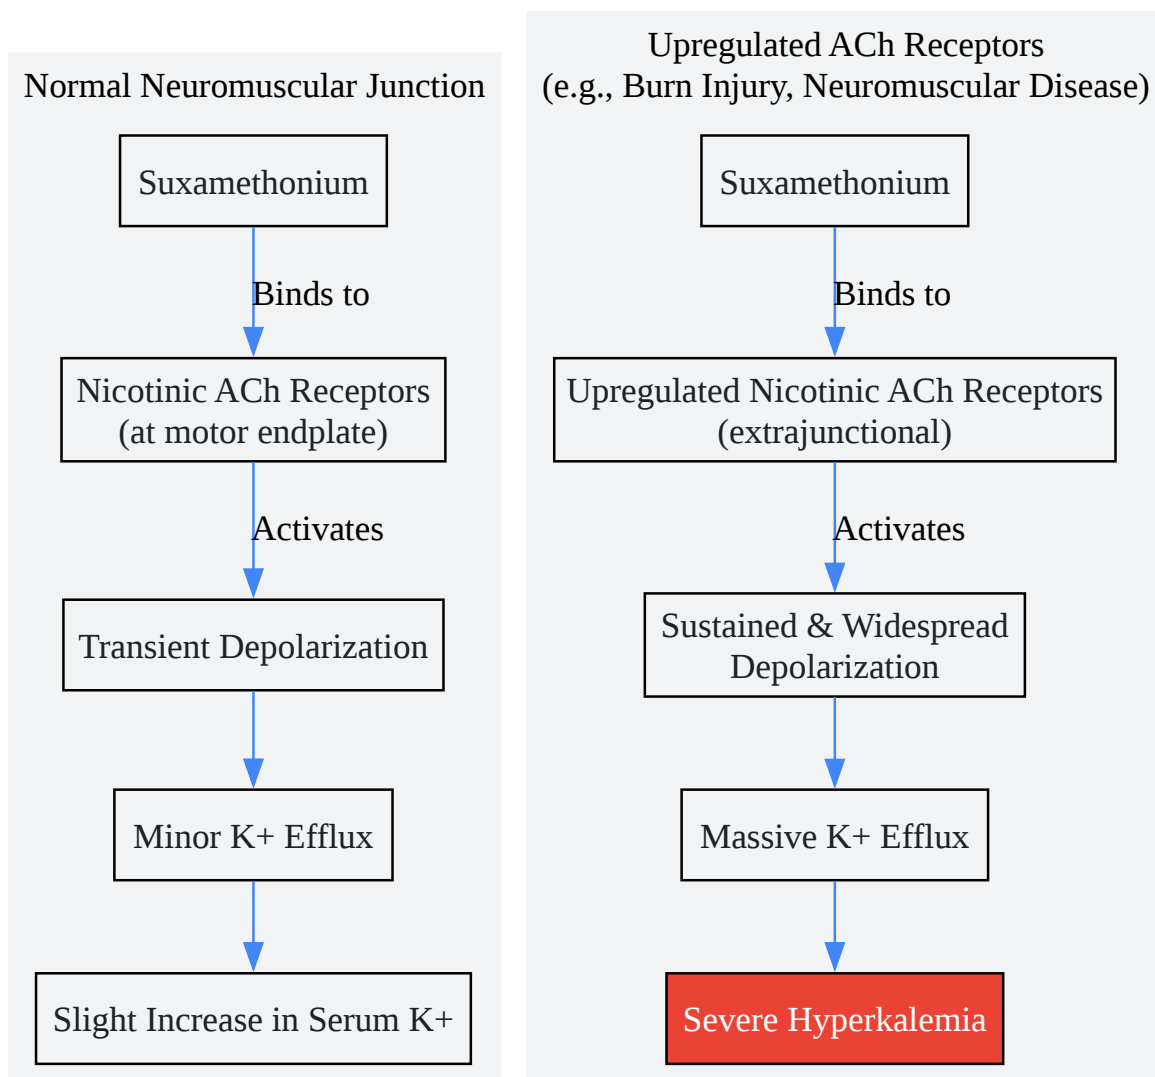 Normal Neuromuscular Junction
Suxamethonium
Binds to
Nicotinic ACh Receptors
(at motor endplate)
Activates
Transient Depolarization
Minor K+ Efflux
Slight Increase in Serum K+
Upregulated ACh Receptors
(e.g., Burn Injury, Neuromuscular Disease)
Suxamethonium
Binds to
Upregulated Nicotinic ACh Receptors
(extrajunctional)
Activates
Sustained & Widespread
Depolarization
Massive K+ Efflux
Severe Hyperkalemia